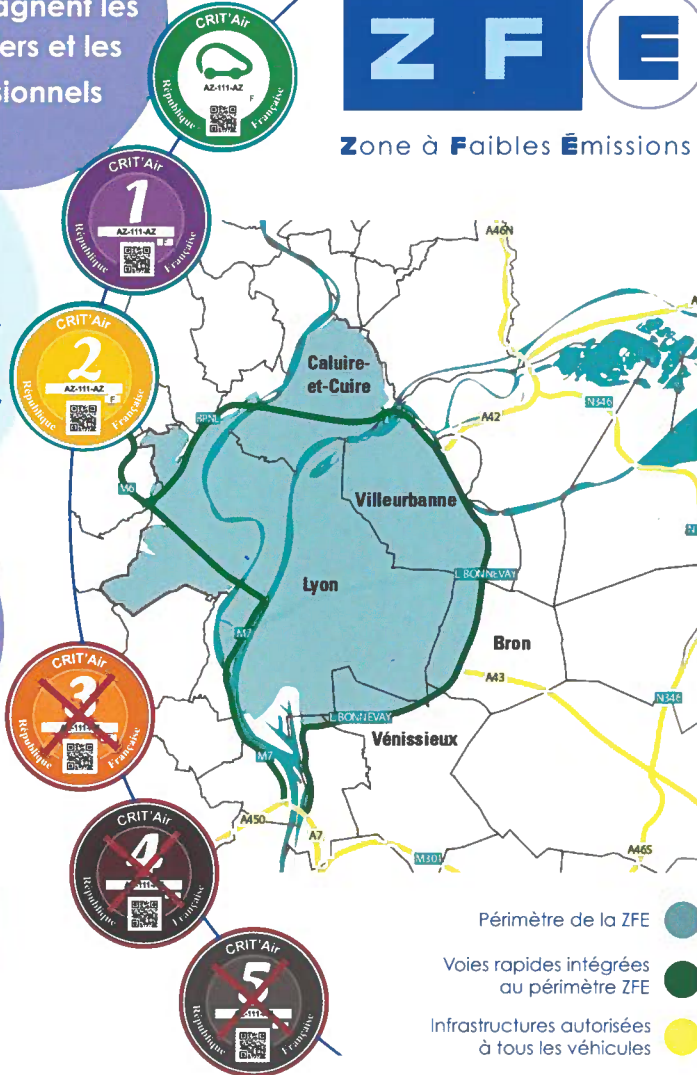 agnent les
ers et les
sionnels
Z F E
Zone à Faibles Émissions
CRIT'Air
AZ-111-AZ
F
République Française
CRIT'Air
1
AZ-111-AZ
F
République Française
CRIT'Air
2
AZ-111-AZ
F
République Française
CRIT'Air
3
République Française
CRIT'Air
4
République Française
CRIT'Air
5
République Française
A46N
Caluire-
et-Cuire
BPNL
A42
N346
M6
Villeurbanne
L BONNEVAY
Lyon
M7
Bron
A43
N346
L BONNEVAY
Vénissieux
M7
A450
A7
M301
A46S
Périmètre de la ZFE
Voies rapides intégrées
au périmètre ZFE
Infrastructures autorisées
à tous les véhicules